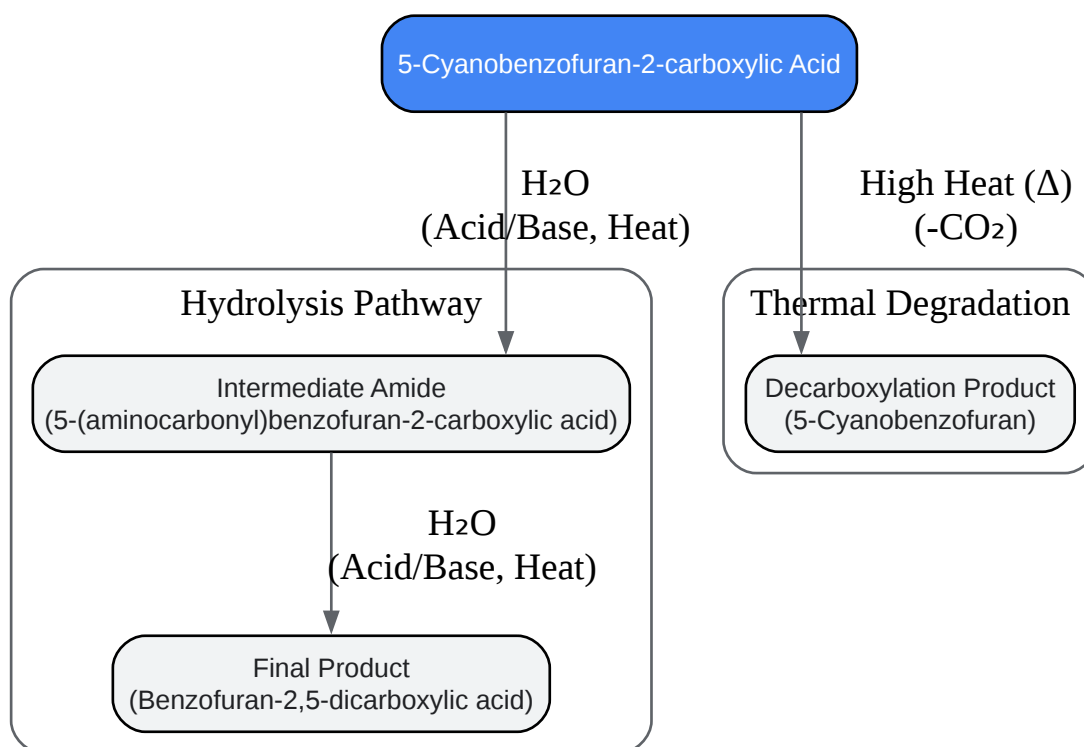 5-Cyanobenzofuran-2-carboxylic Acid
H₂O
(Acid/Base, Heat)
High Heat (Δ)
(-CO₂)
Hydrolysis Pathway
Thermal Degradation
Intermediate Amide
(5-(aminocarbonyl)benzofuran-2-carboxylic acid)
Decarboxylation Product
(5-Cyanobenzofuran)
H₂O
(Acid/Base, Heat)
Final Product
(Benzofuran-2,5-dicarboxylic acid)